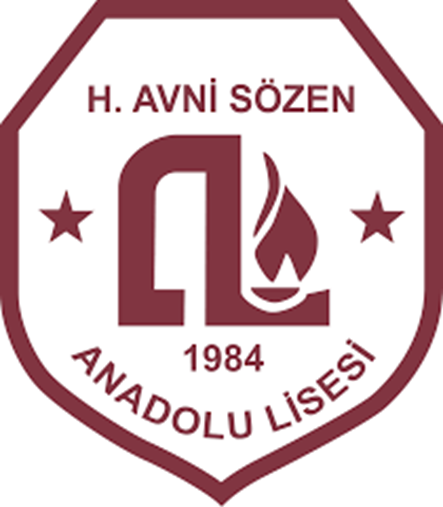 H. AVNİ SÖZEN
1984
ANADOLU LİSESİ